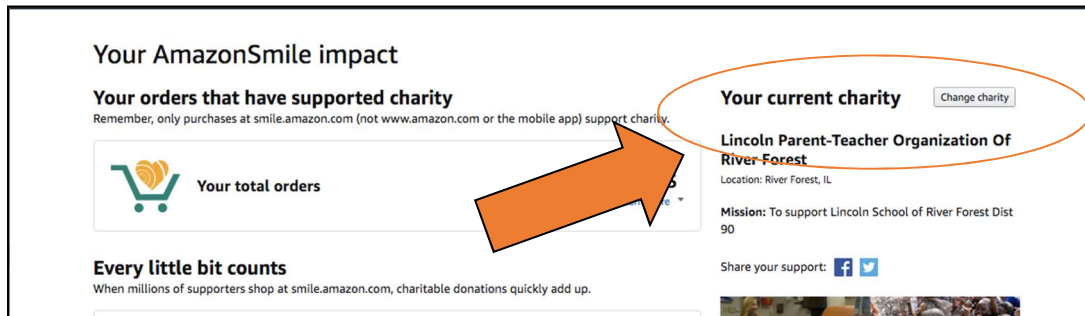 Your AmazonSmile impact
Your orders that have supported charity
Remember, only purchases at smile.amazon.com (not www.amazon.com or the mobile app) support charity.
Your total orders
Every little bit counts
When millions of supporters shop at smile.amazon.com, charitable donations quickly add up.
Your current charity
Change charity
Lincoln Parent-Teacher Organization Of
River Forest
Location: River Forest, IL
Mission: To support Lincoln School of River Forest Dist
90
Share your support: